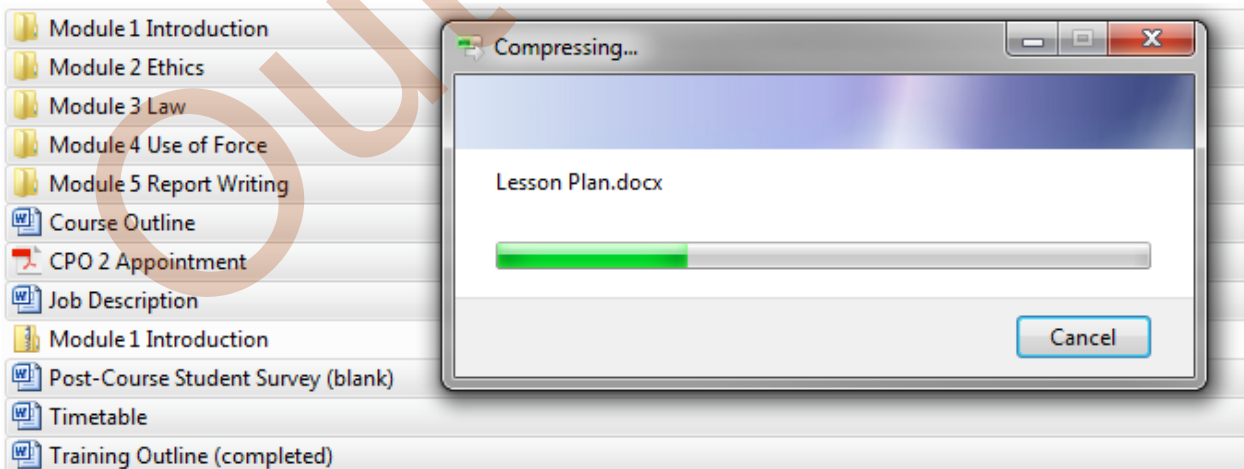 Module 1 Introduction
Module 2 Ethics
Module 3 Law
Module 4 Use of Force
Module 5 Report Writing
Course Outline
CPO 2 Appointment
Job Description
Module 1 Introduction
Post-Course Student Survey (blank)
Timetable
Training Outline (completed)
Compressing...
Lesson Plan.docx
Cancel
Out